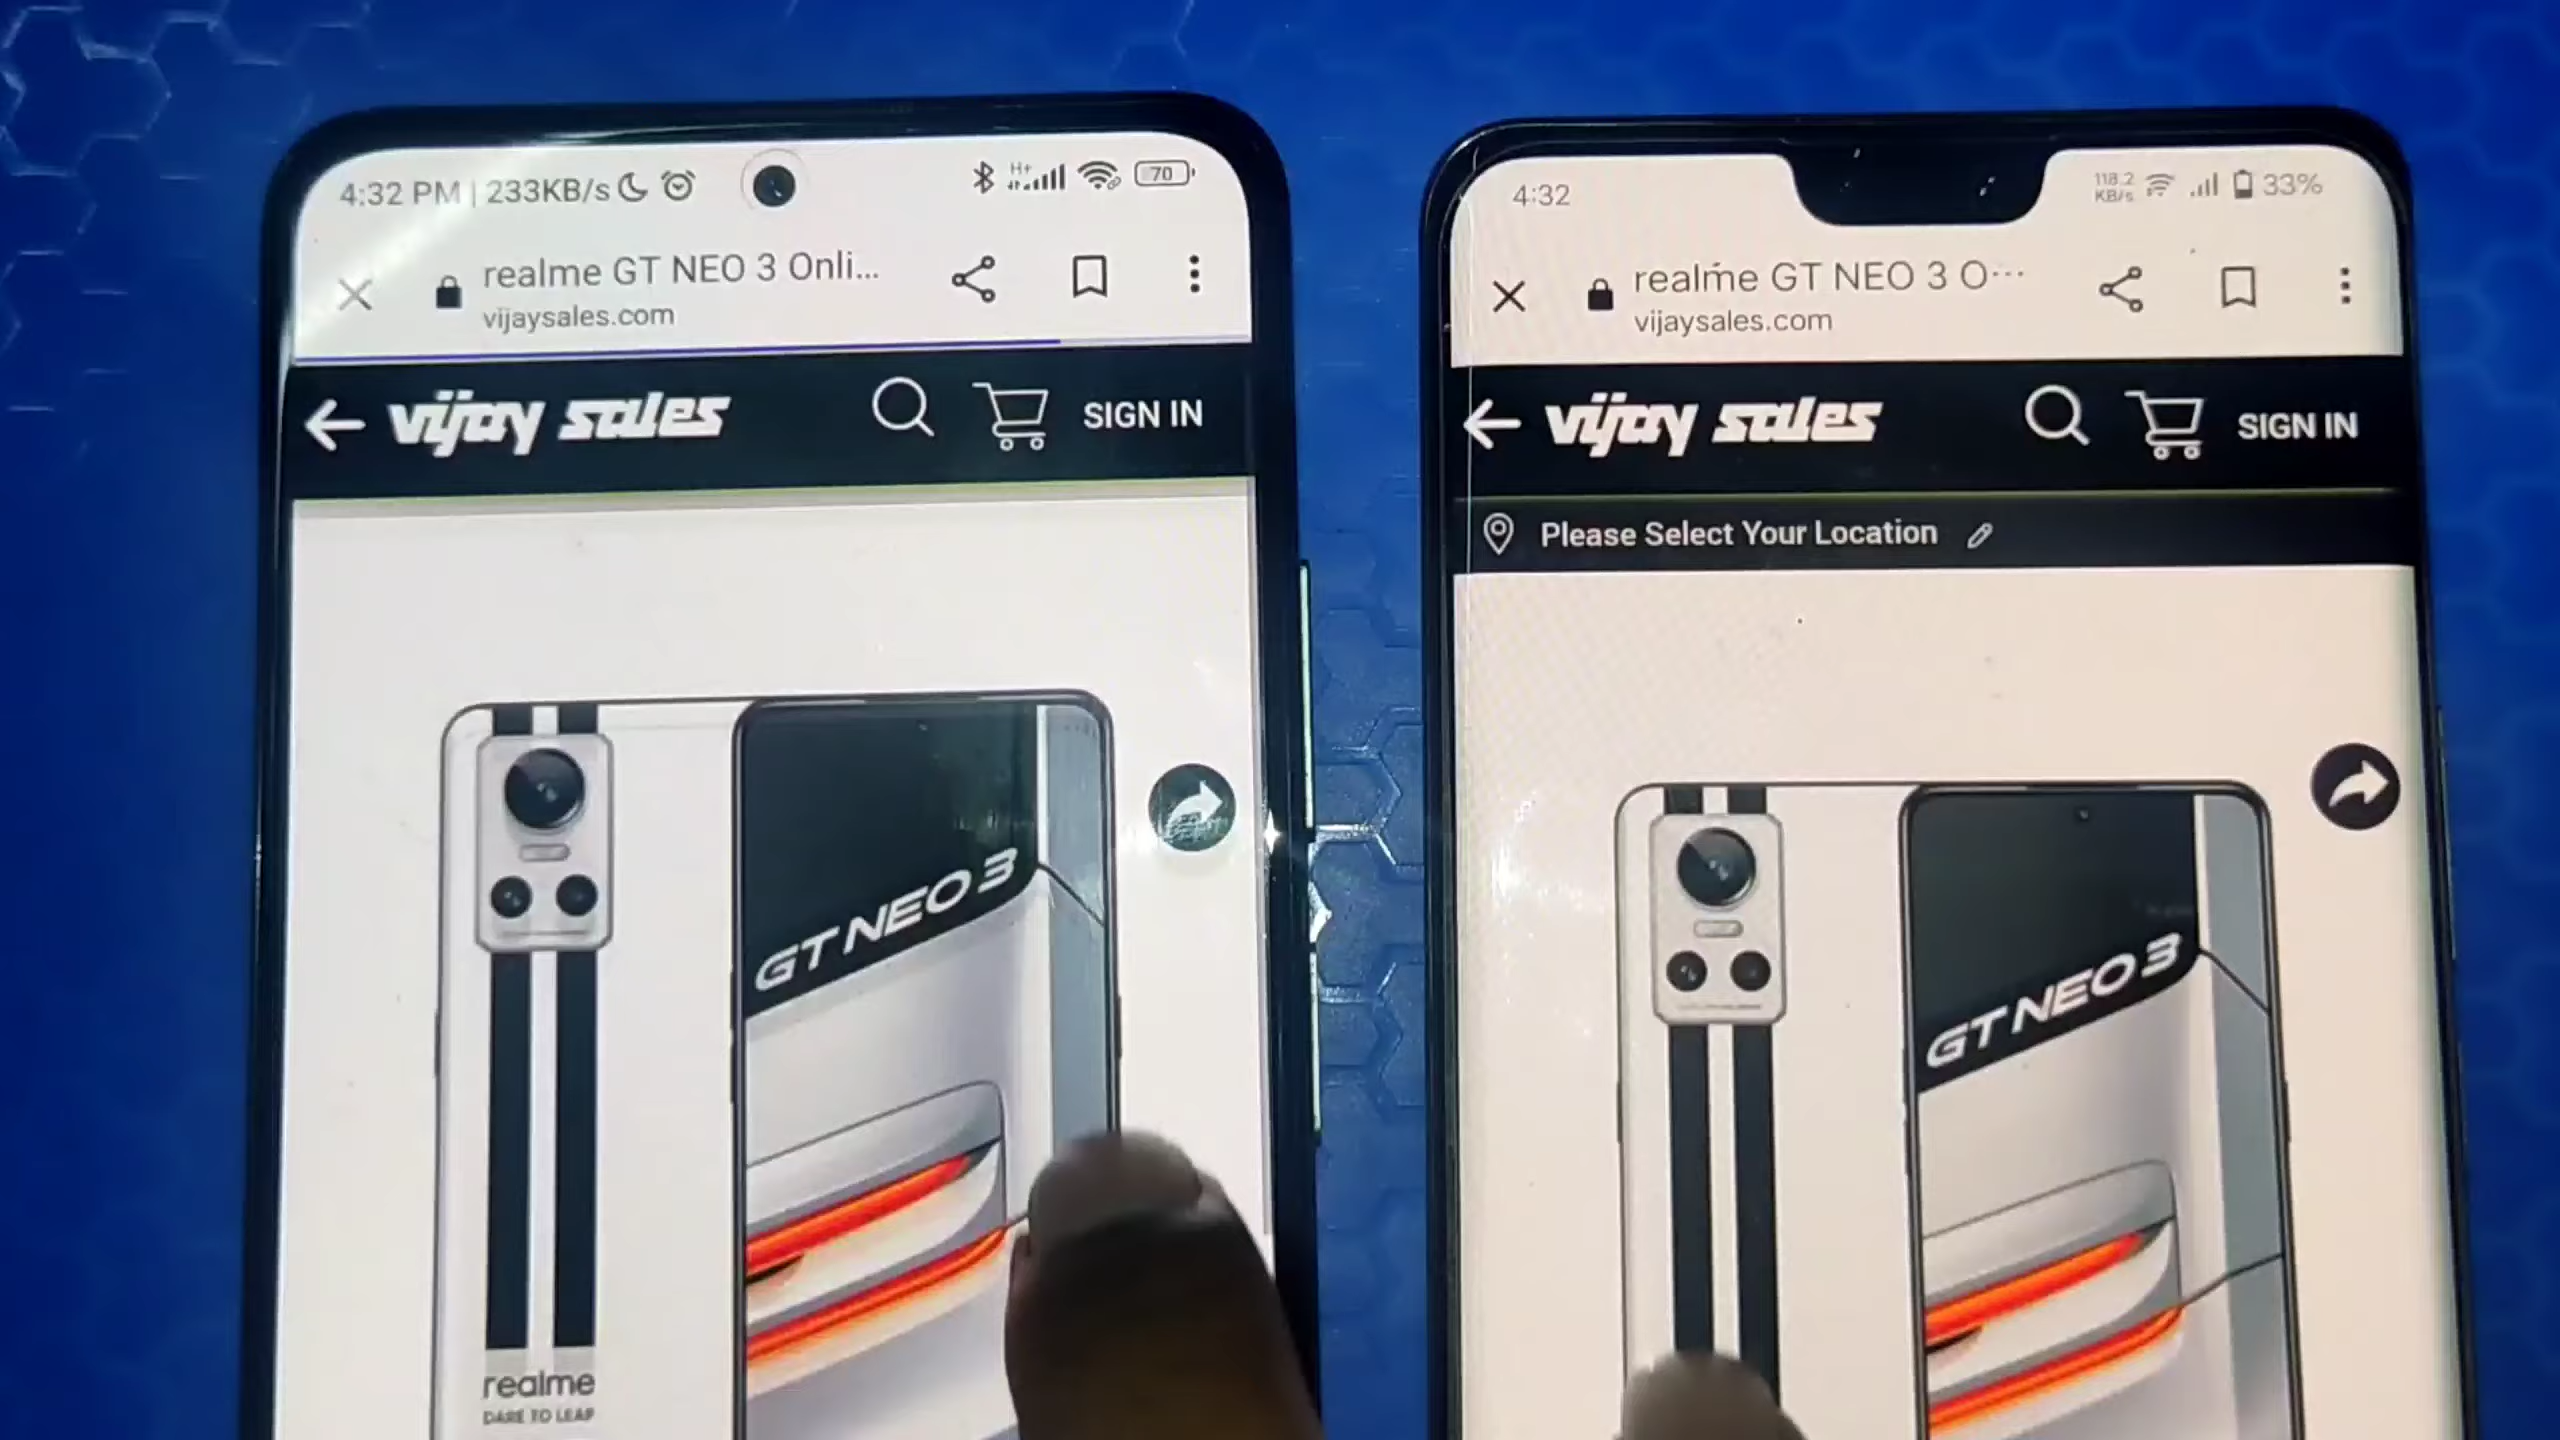 4:32 PM | 233KB/s
H+
70
realme GT NEO 3 Onli...
vijaysales.com
vijay sales
SIGN IN
GT NEO 3
realme
DARE TO LEAP
4:32
118.2
KB/s
33%
realme GT NEO 3 O...
vijaysales.com
vijay sales
SIGN IN
Please Select Your Location
GT NEO 3